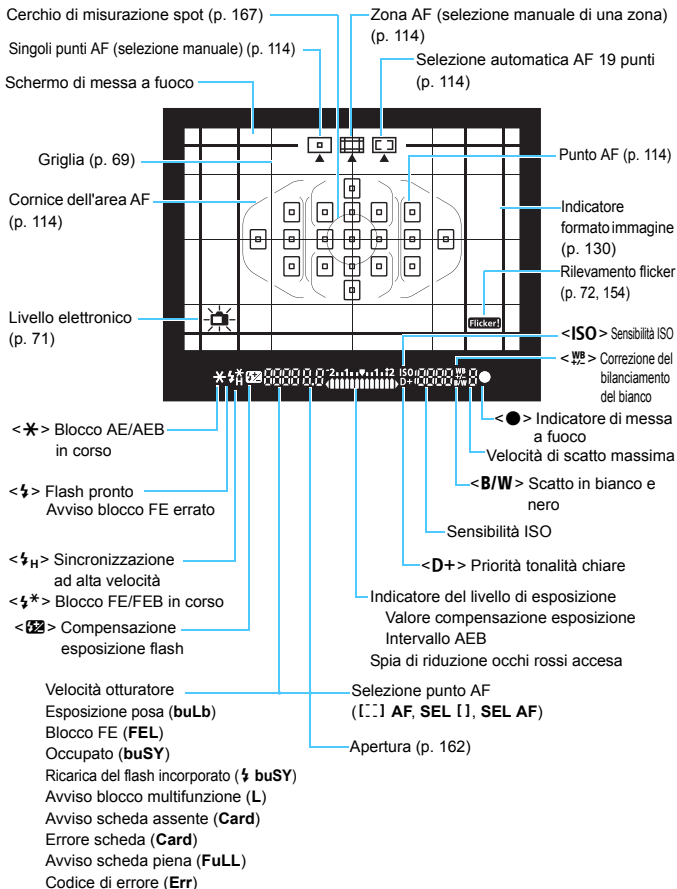 Cerchio di misurazione spot (p. 167)
Singoli punti AF (selezione manuale) (p. 114)
Schermo di messa a fuoco
Zona AF (selezione manuale di una zona)
(p. 114)
Selezione automatica AF 19 punti
(p. 114)
Griglia (p. 69)
Cornice dell'area AF
(p. 114)
Livello elettronico
(p. 71)
Punto AF (p. 114)
Indicatore
formato immagine
(p. 130)
Rilevamento flicker
(p. 72, 154)
Flicker!
<ISO> Sensibilità ISO
<WB+/-> Correzione del
bilanciamento
del bianco
-2..1..▼..1..+2 ISO D+ WB+/- B/W
<●> Indicatore di messa
a fuoco
Velocità di scatto massima
<B/W> Scatto in bianco e
nero
Sensibilità ISO
<D+> Priorità tonalità chiare
<✱> Blocco AE/AEB
in corso
<⚡> Flash pronto
Avviso blocco FE errato
<⚡H> Sincronizzazione
ad alta velocità
<⚡*> Blocco FE/FEB in corso
<⚡±> Compensazione
esposizione flash
Indicatore del livello di esposizione
Valore compensazione esposizione
Intervallo AEB
Spia di riduzione occhi rossi accesa
Velocità otturatore
Esposizione posa (buLb)
Blocco FE (FEL)
Occupato (buSY)
Ricarica del flash incorporato (⚡ buSY)
Avviso blocco multifunzione (L)
Avviso scheda assente (Card)
Errore scheda (Card)
Avviso scheda piena (FuLL)
Codice di errore (Err)
Selezione punto AF
([ ] AF, SEL [ ], SEL AF)
Apertura (p. 162)